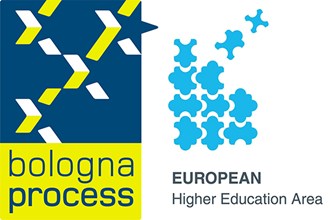 bologna
process
EUROPEAN
Higher Education Area